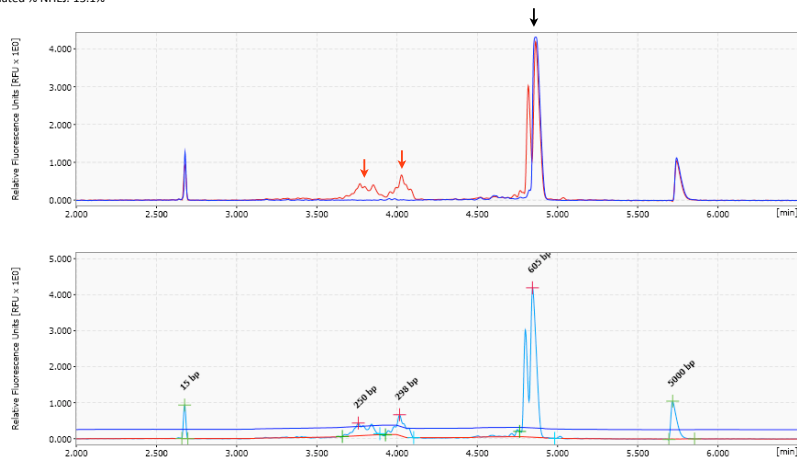 Relative Fluorescence Units [RFU x 1E0]
4.000
3.000
2.000
1.000
0.000
2.000 2.500 3.000 3.500 4.000 4.500 5.000 5.500 6.000 [min]
Relative Fluorescence Units [RFU x 1E0]
5.000
4.000
3.000
2.000
1.000
0.000
15 bp
250 bp
298 bp
605 bp
5000 bp
2.000 2.500 3.000 3.500 4.000 4.500 5.000 5.500 6.000 [min]